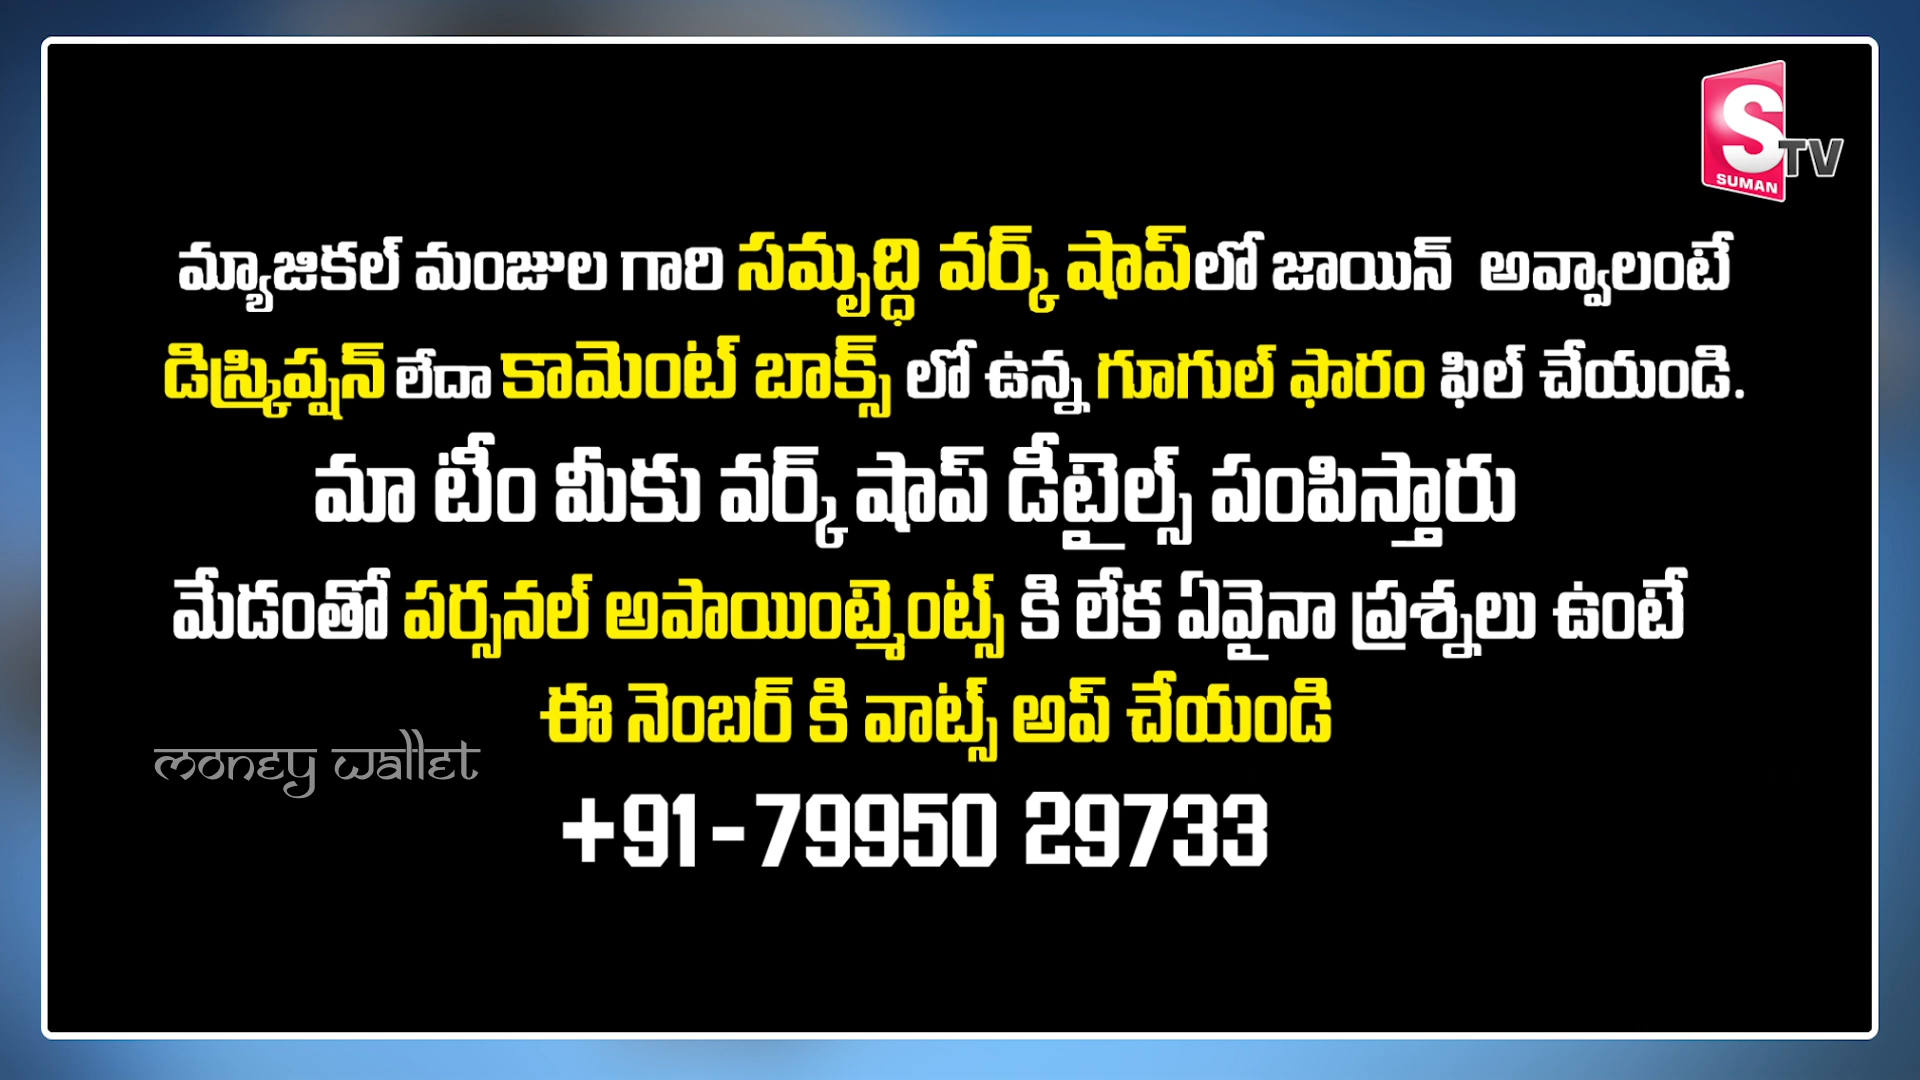 S TV
SUMAN
మ్యాజికల్ మంజుల గారి సమృద్ధి వర్క్ షాప్‌లో జాయిన్ అవ్వాలంటే
డిస్క్రిప్షన్ లేదా కామెంట్ బాక్స్ లో ఉన్న గూగుల్ ఫారం ఫిల్ చేయండి.
మా టీం మీకు వర్క్ షాప్ డీటైల్స్ పంపిస్తారు
మేడంతో పర్సనల్ అపాయింట్మెంట్స్ కి లేక ఏవైనా ప్రశ్నలు ఉంటే
ఈ నెంబర్ కి వాట్స్ అప్ చేయండి
money wallet
+91-79950 29733